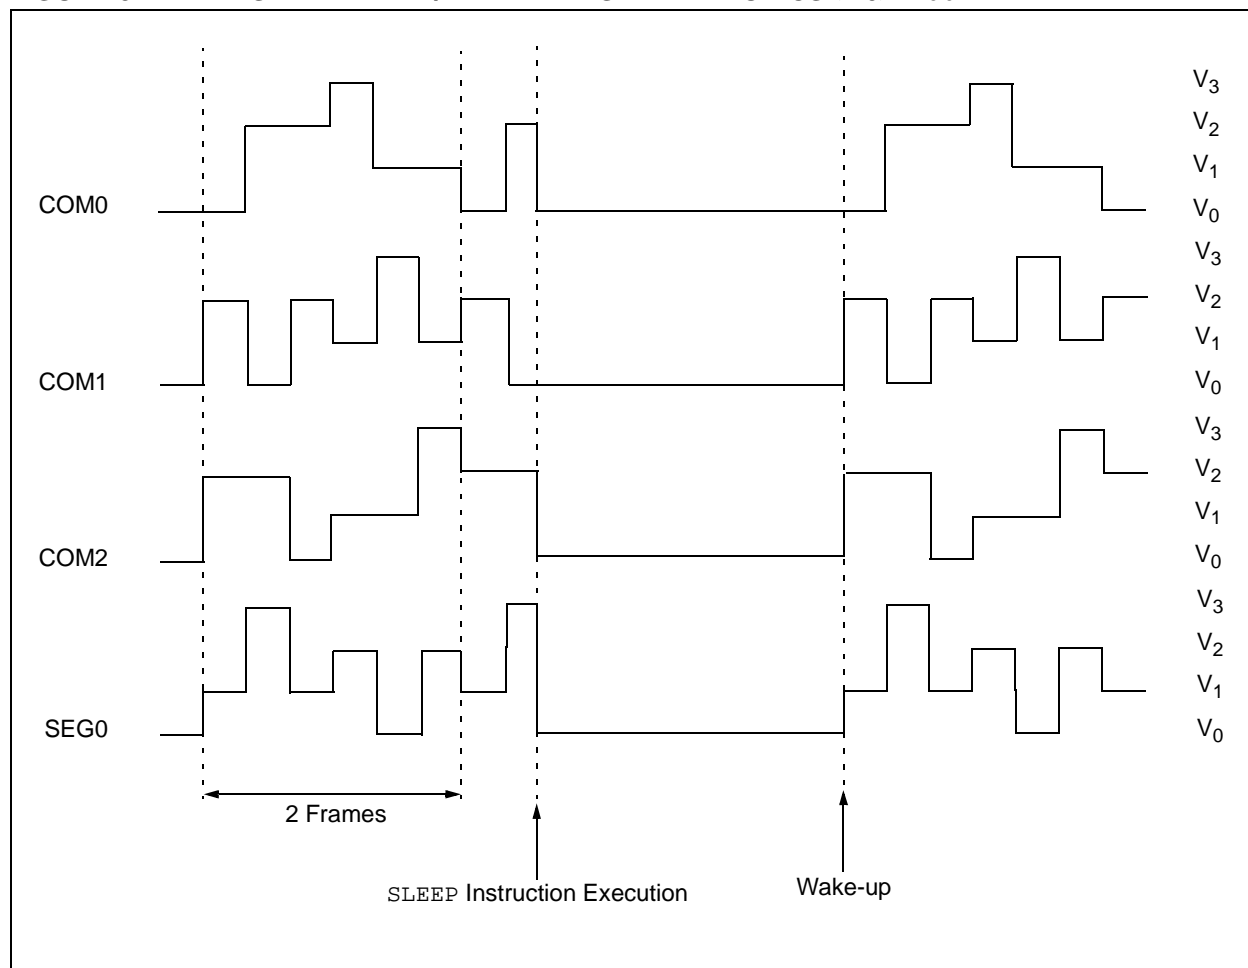 V3
V2
V1
COM0
V0
V3
V2
V1
COM1
V0
V3
V2
V1
COM2
V0
V3
V2
V1
SEG0
V0
2 Frames
SLEEP Instruction Execution
Wake-up